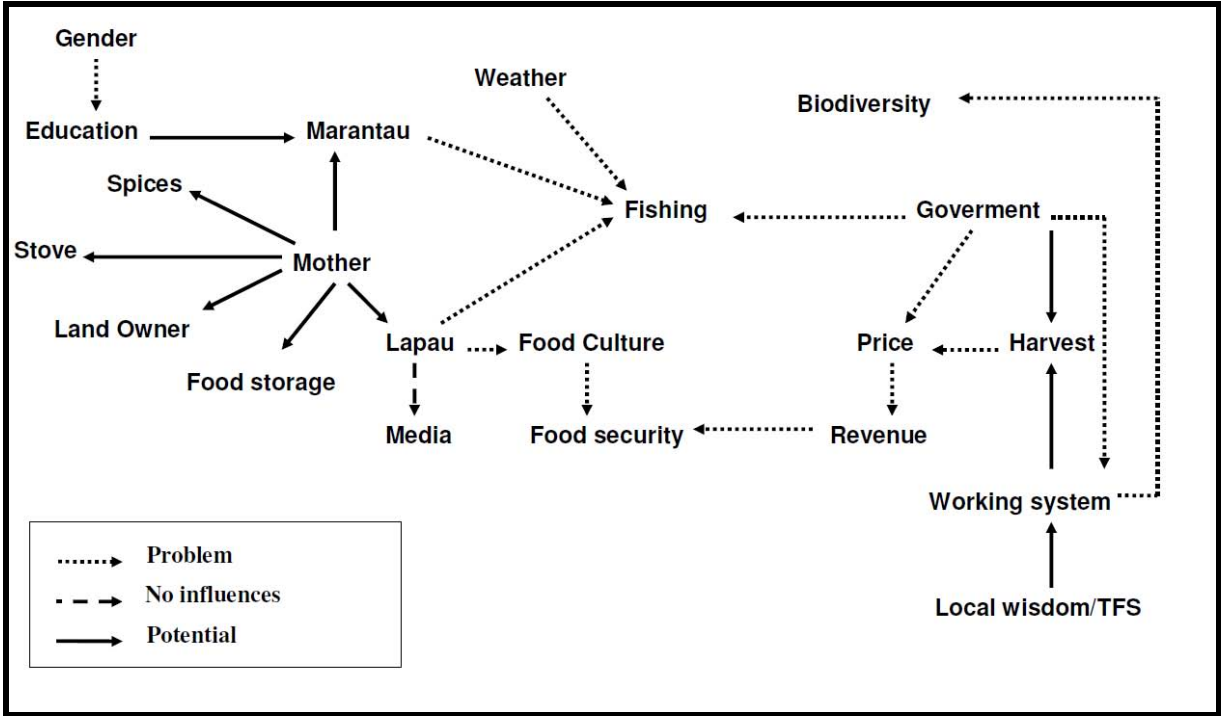 Gender
Weather
Biodiversity
Education
Marantau
Spices
Fishing
Goverment
Stove
Mother
Land Owner
Lapau
Food Culture
Price
Harvest
Food storage
Media
Food security
Revenue
Working system
Problem
No influences
Potential
Local wisdom/TFS